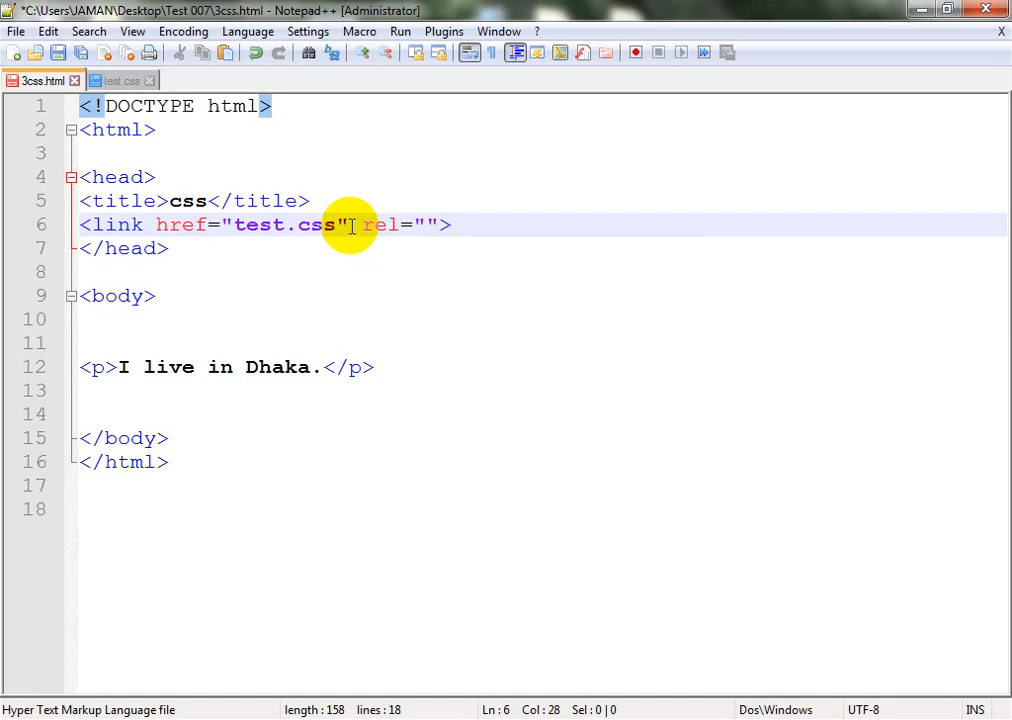 *C:\Users\JAMAN\Desktop\Test 007\3css.html - Notepad++ [Administrator]
File Edit Search View Encoding Language Settings Macro Run Plugins Window ? X
3css.html test.css
1 <!DOCTYPE html>
2 <html>
3
4 <head>
5 <title>css</title>
6 <link href="test.css" rel="">
7 </head>
8
9 <body>
10
11
12 <p>I live in Dhaka.</p>
13
14
15 </body>
16 </html>
17
18
Hyper Text Markup Language file length : 158 lines : 18 Ln : 6 Col : 28 Sel : 0 | 0 Dos\Windows UTF-8 INS